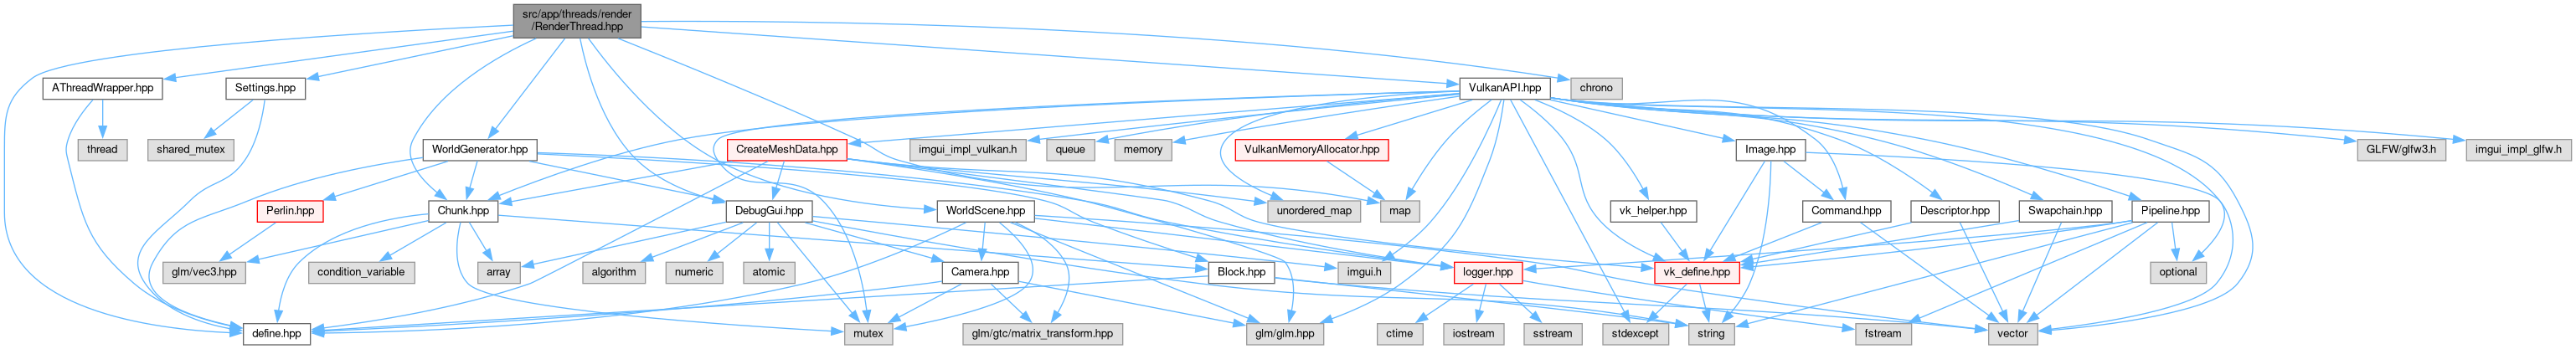 src/app/threads/render
/RenderThread.hpp
AThreadWrapper.hpp
Settings.hpp
VulkanAPI.hpp
chrono
thread
shared_mutex
WorldGenerator.hpp
CreateMeshData.hpp
imgui_impl_vulkan.h
queue
memory
VulkanMemoryAllocator.hpp
Image.hpp
GLFW/glfw3.h
imgui_impl_glfw.h
Perlin.hpp
Chunk.hpp
DebugGui.hpp
WorldScene.hpp
unordered_map
map
vk_helper.hpp
Command.hpp
Descriptor.hpp
Swapchain.hpp
Pipeline.hpp
glm/vec3.hpp
condition_variable
array
algorithm
numeric
atomic
Camera.hpp
Block.hpp
imgui.h
logger.hpp
vk_define.hpp
optional
define.hpp
mutex
glm/gtc/matrix_transform.hpp
glm/glm.hpp
ctime
iostream
sstream
stdexcept
string
fstream
vector